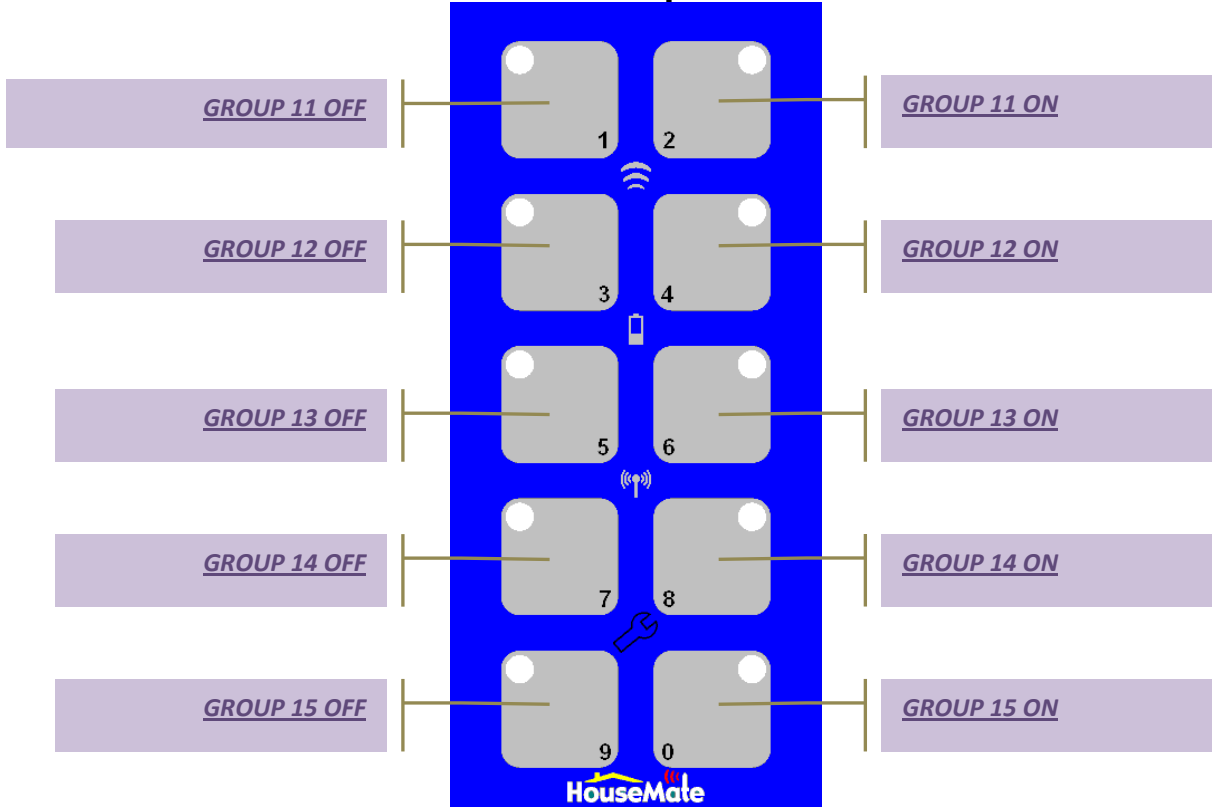 GROUP 11 OFF
1
2
GROUP 11 ON
GROUP 12 OFF
3
4
GROUP 12 ON
GROUP 13 OFF
5
6
GROUP 13 ON
GROUP 14 OFF
7
8
GROUP 14 ON
GROUP 15 OFF
9
0
GROUP 15 ON
HouseMate